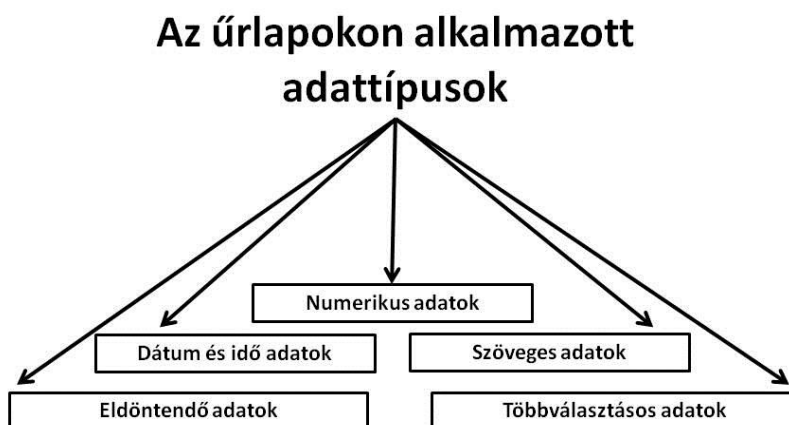 Az űrlapokon alkalmazott
adattípusok
Numerikus adatok
Dátum és idő adatok
Szöveges adatok
Eldöntendő adatok
Többválasztásos adatok